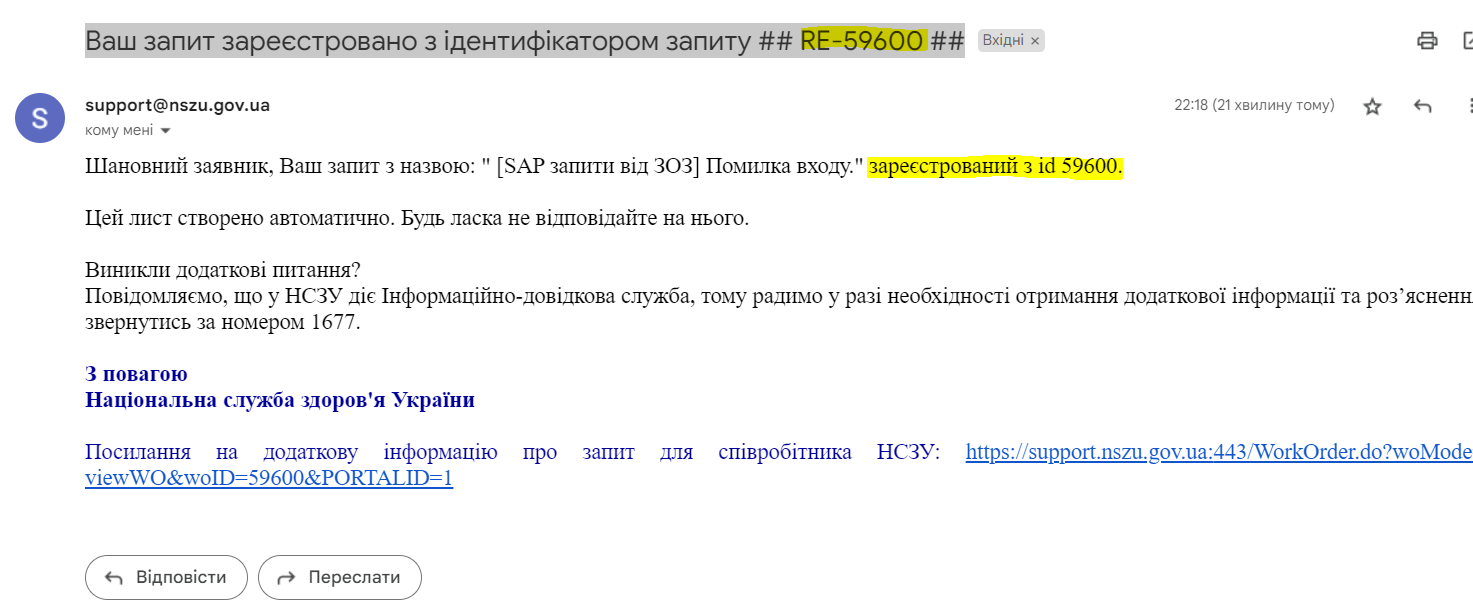 Ваш запит зареєстровано з ідентифікатором запиту ## RE-59600 ## Вхідні ×
S
support@nszu.gov.ua
22:18 (21 хвилину тому)
кому мені
Шановний заявник, Ваш запит з назвою: " [SAP запити від ЗОЗ] Помилка входу." зареєстрований з id 59600.
Цей лист створено автоматично. Будь ласка не відповідайте на нього.
Виникли додаткові питання?
Повідомляємо, що у НСЗУ діє Інформаційно-довідкова служба, тому радимо у разі необхідності отримання додаткової інформації та
звернутись за номером 1677.
З повагою
Національна служба здоров'я України
Посилання на додаткову інформацію про запит для співробітника НСЗУ: https://support.nszu.gov.ua:443/WorkOrder.do?woMode
viewWO&woID=59600&PORTALID=1
Відповісти
Переслати